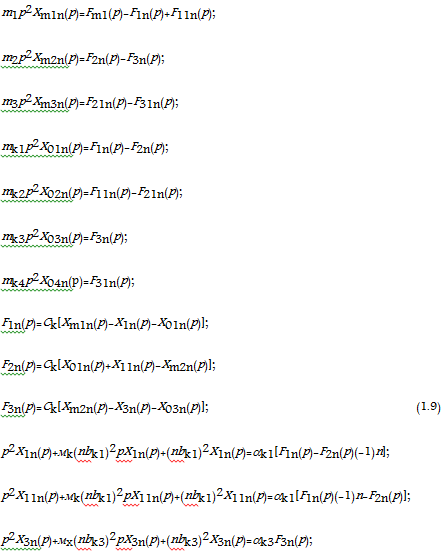 m1p2Xm1n(p)=Fm1(p)–F1n(p)+F11n(p);
m2p2Xm2n(p)=F2n(p)–F3n(p);
m3p2Xm3n(p)=F21n(p)–F31n(p);
mk1p2X01n(p)=F1n(p)–F2n(p);
mk2p2X02n(p)=F11n(p)–F21n(p);
mk3p2X03n(p)=F3n(p);
mk4p2X04n(p)=F31n(p);
F1n(p)=Ck[Xm1n(p)–X1n(p)–X01n(p)];
F2n(p)=Ck[X01n(p)+X11n(p)–Xm2n(p)];
F3n(p)=Ck[Xm2n(p)–X3n(p)–X03n(p)]; (1.9)
p2X1n(p)+мk(nbk1)2pX1n(p)+(nbk1)2X1n(p)=αk1[F1n(p)–F2n(p)(-1)n];
p2X11n(p)+мk(nbk1)2pX11n(p)+(nbk1)2X11n(p)=αk1[F1n(p)(-1)n–F2n(p)];
p2X3n(p)+мx(nbk3)2pX3n(p)+(nbk3)2X3n(p)=αk3F3n(p);